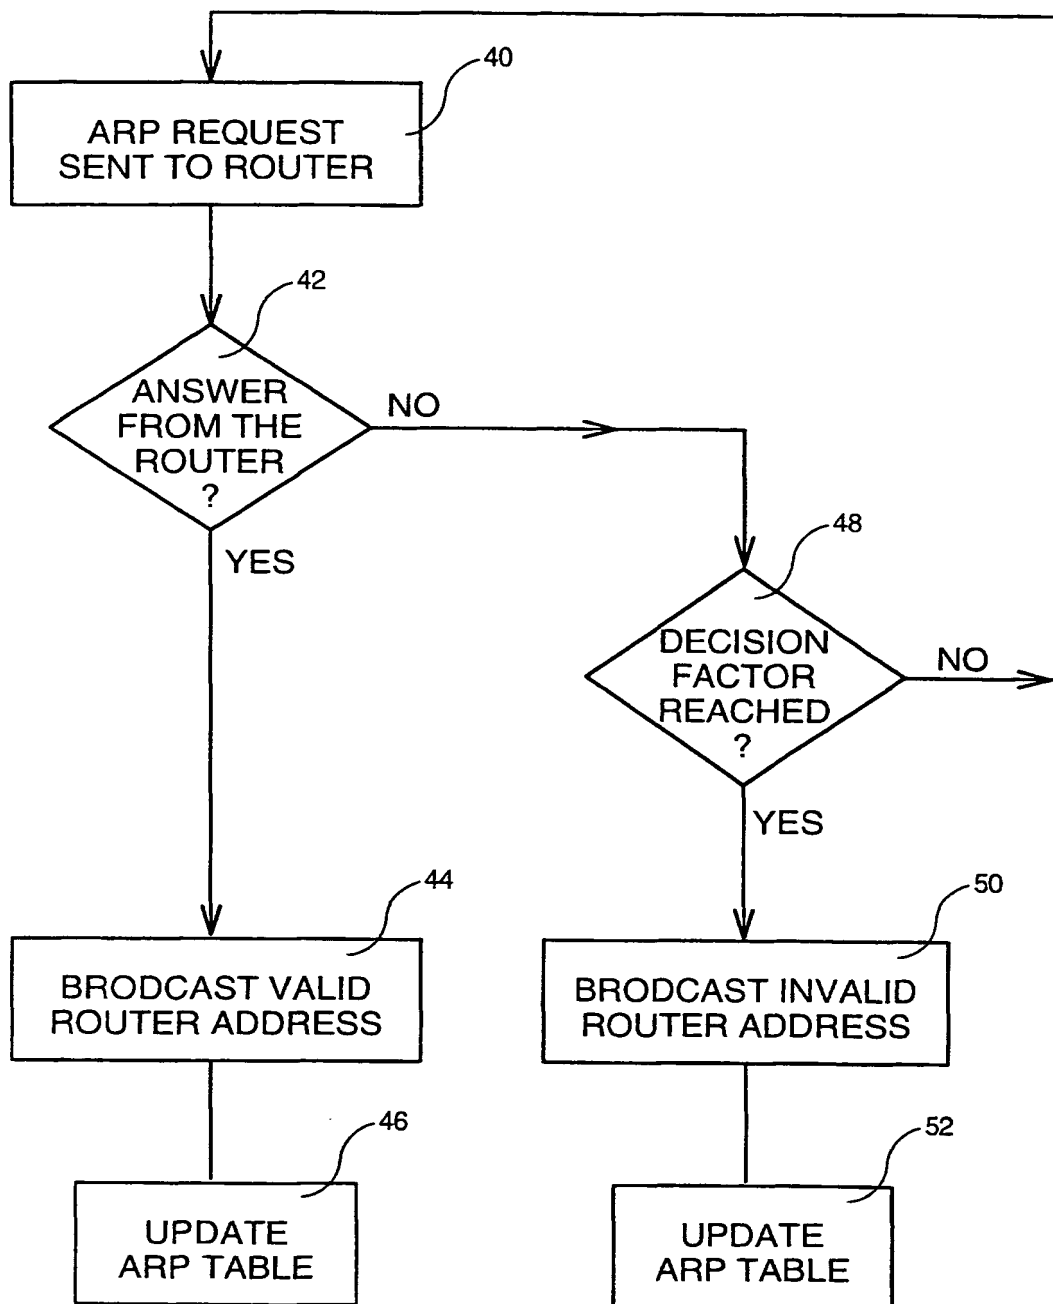 40
ARP REQUEST
SENT TO ROUTER
42
ANSWER
FROM THE
ROUTER
?
NO
YES
48
DECISION
FACTOR
REACHED
?
NO
YES
44
BRODCAST VALID
ROUTER ADDRESS
50
BRODCAST INVALID
ROUTER ADDRESS
46
UPDATE
ARP TABLE
52
UPDATE
ARP TABLE